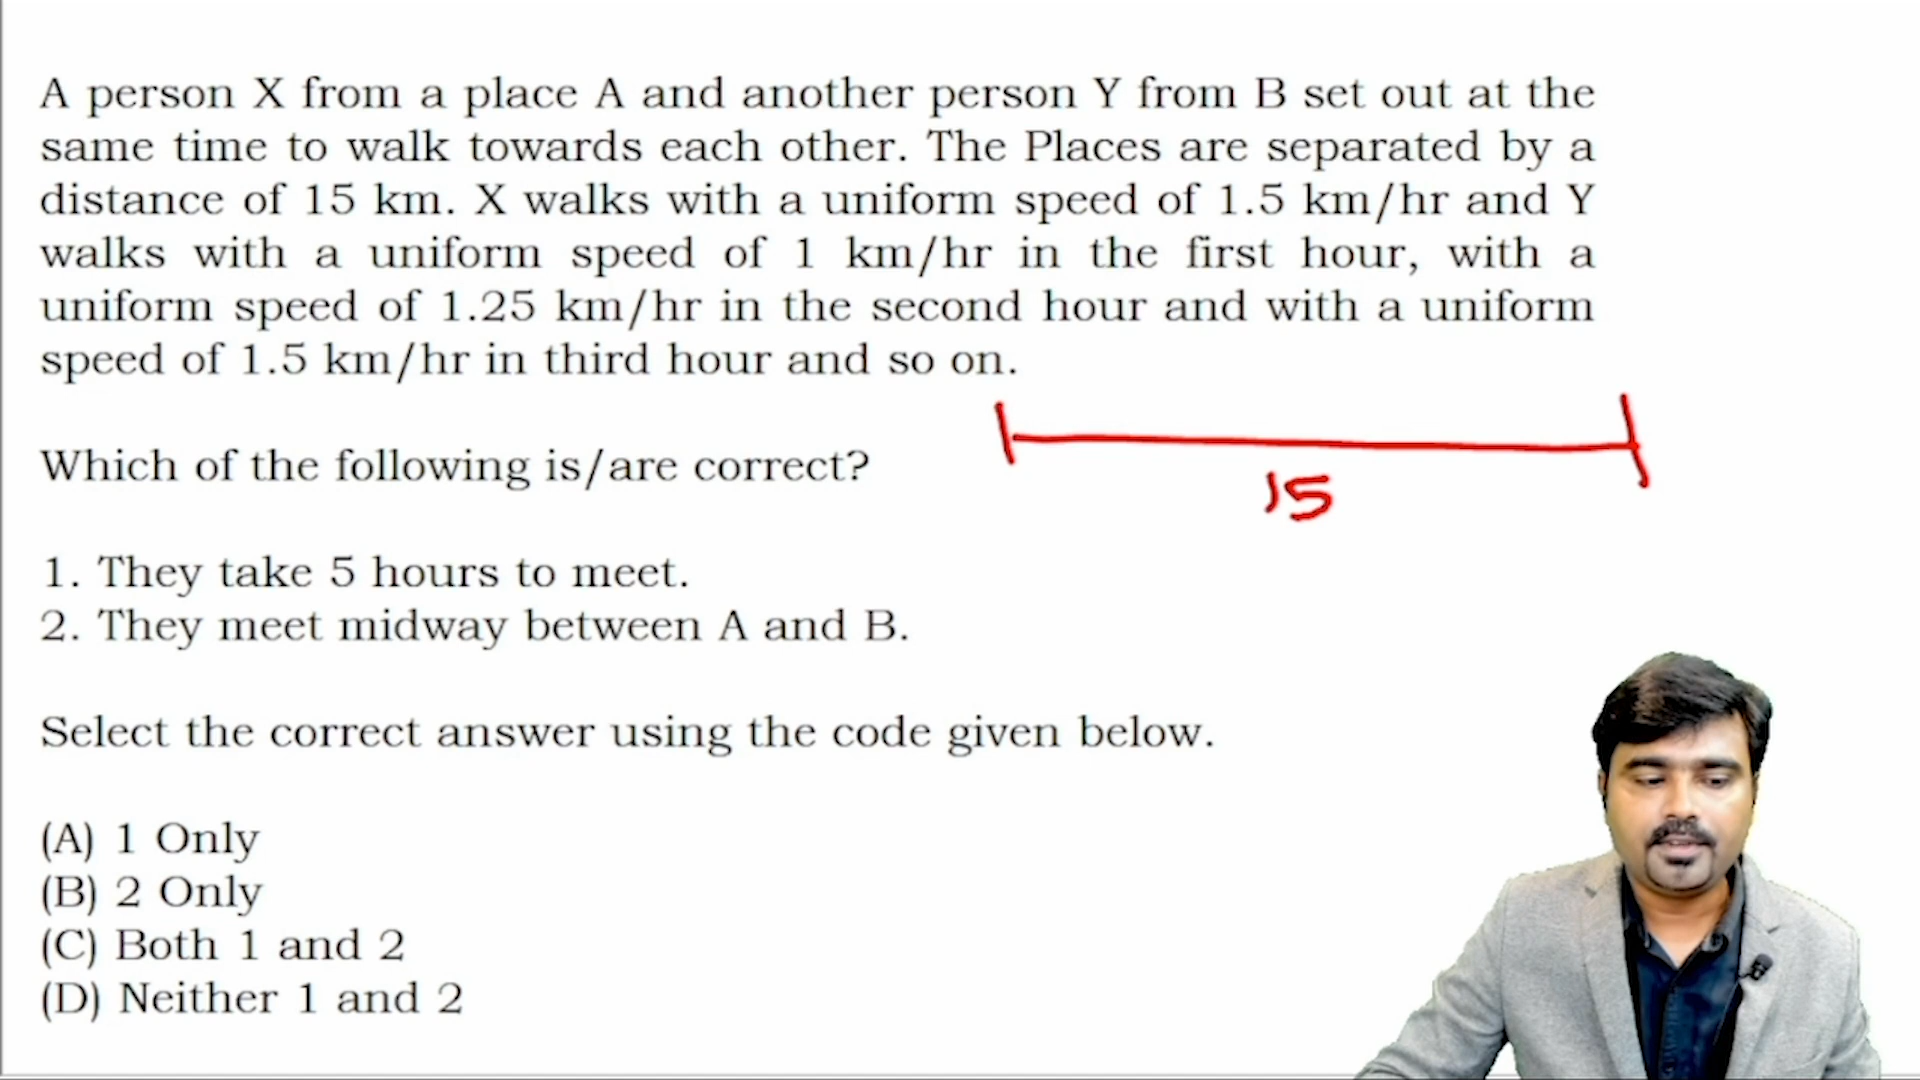 A person X from a place A and another person Y from B set out at the
same time to walk towards each other. The Places are separated by a
distance of 15 km. X walks with a uniform speed of 1.5 km/hr and Y
walks with a uniform speed of 1 km/hr in the first hour, with a
uniform speed of 1.25 km/hr in the second hour and with a uniform
speed of 1.5 km/hr in third hour and so on.
Which of the following is/are correct?
15
1. They take 5 hours to meet.
2. They meet midway between A and B.
Select the correct answer using the code given below.
(A) 1 Only
(B) 2 Only
(C) Both 1 and 2
(D) Neither 1 and 2